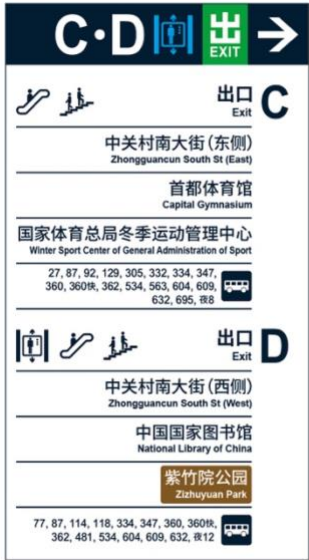 C·D 出 EXIT
出口 C
Exit
中关村南大街(东侧)
Zhongguancun South St (East)
首都体育馆
Capital Gymnasium
国家体育总局冬季运动管理中心
Winter Sport Center of General Administration of Sport
27, 87, 92, 129, 305, 332, 334, 347,
360, 360快, 362, 534, 563, 604, 609,
632, 695, 夜8
出口 D
Exit
中关村南大街(西侧)
Zhongguancun South St (West)
中国国家图书馆
National Library of China
紫竹院公园
Zizhuyuan Park
77, 87, 114, 118, 334, 347, 360, 360快,
362, 481, 534, 604, 609, 632, 夜12